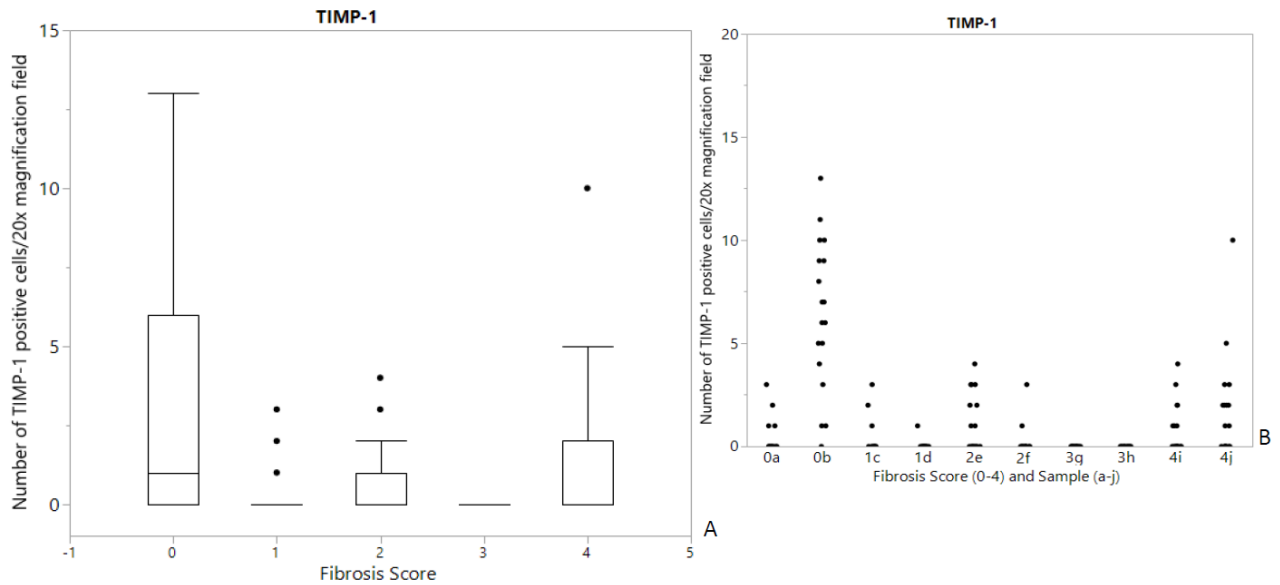 TIMP-1
Number of TIMP-1 positive cells/20x magnification field
15
10
5
0
-1 0 1 2 3 4 5
Fibrosis Score
A
TIMP-1
Number of TIMP-1 positive cells/20x magnification field
20
15
10
5
0
0a 0b 1c 1d 2e 2f 3g 3h 4i 4j
Fibrosis Score (0-4) and Sample (a-j)
B